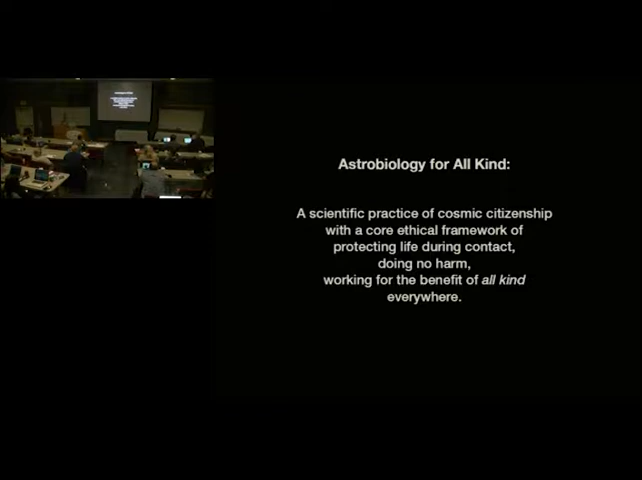 Astrobiology for All Kind:
A scientific practice of cosmic citizenship
with a core ethical framework of
protecting life during contact,
doing no harm,
working for the benefit of all kind
everywhere.